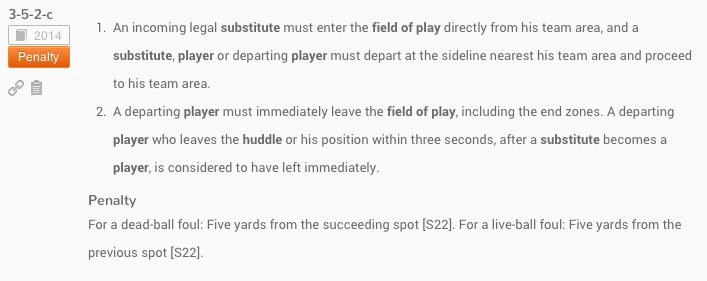 3-5-2-c
2014
Penalty
1. An incoming legal substitute must enter the field of play directly from his team area, and a
substitute, player or departing player must depart at the sideline nearest his team area and proceed
to his team area.
2. A departing player must immediately leave the field of play, including the end zones. A departing
player who leaves the huddle or his position within three seconds, after a substitute becomes a
player, is considered to have left immediately.
Penalty
For a dead-ball foul: Five yards from the succeeding spot [S22]. For a live-ball foul: Five yards from the
previous spot [S22].